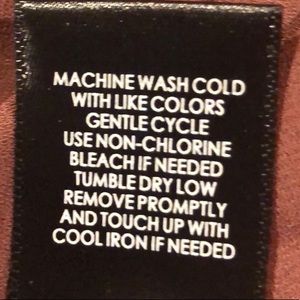 MACHINE WASH COLD
WITH LIKE COLORS
GENTLE CYCLE
USE NON-CHLORINE
BLEACH IF NEEDED
TUMBLE DRY LOW
REMOVE PROMPTLY
AND TOUCH UP WITH
COOL IRON IF NEEDED